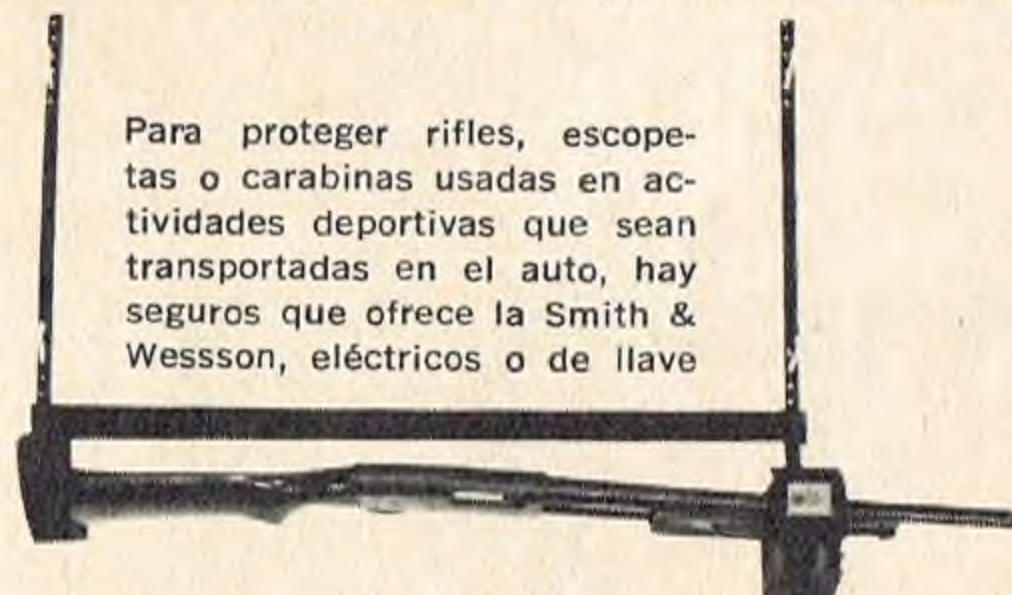 Para proteger rifles, escope-
tas o carabinas usadas en ac-
tividades deportivas que sean
transportadas en el auto, hay
seguros que ofrece la Smith &
Wessson, eléctricos o de llave